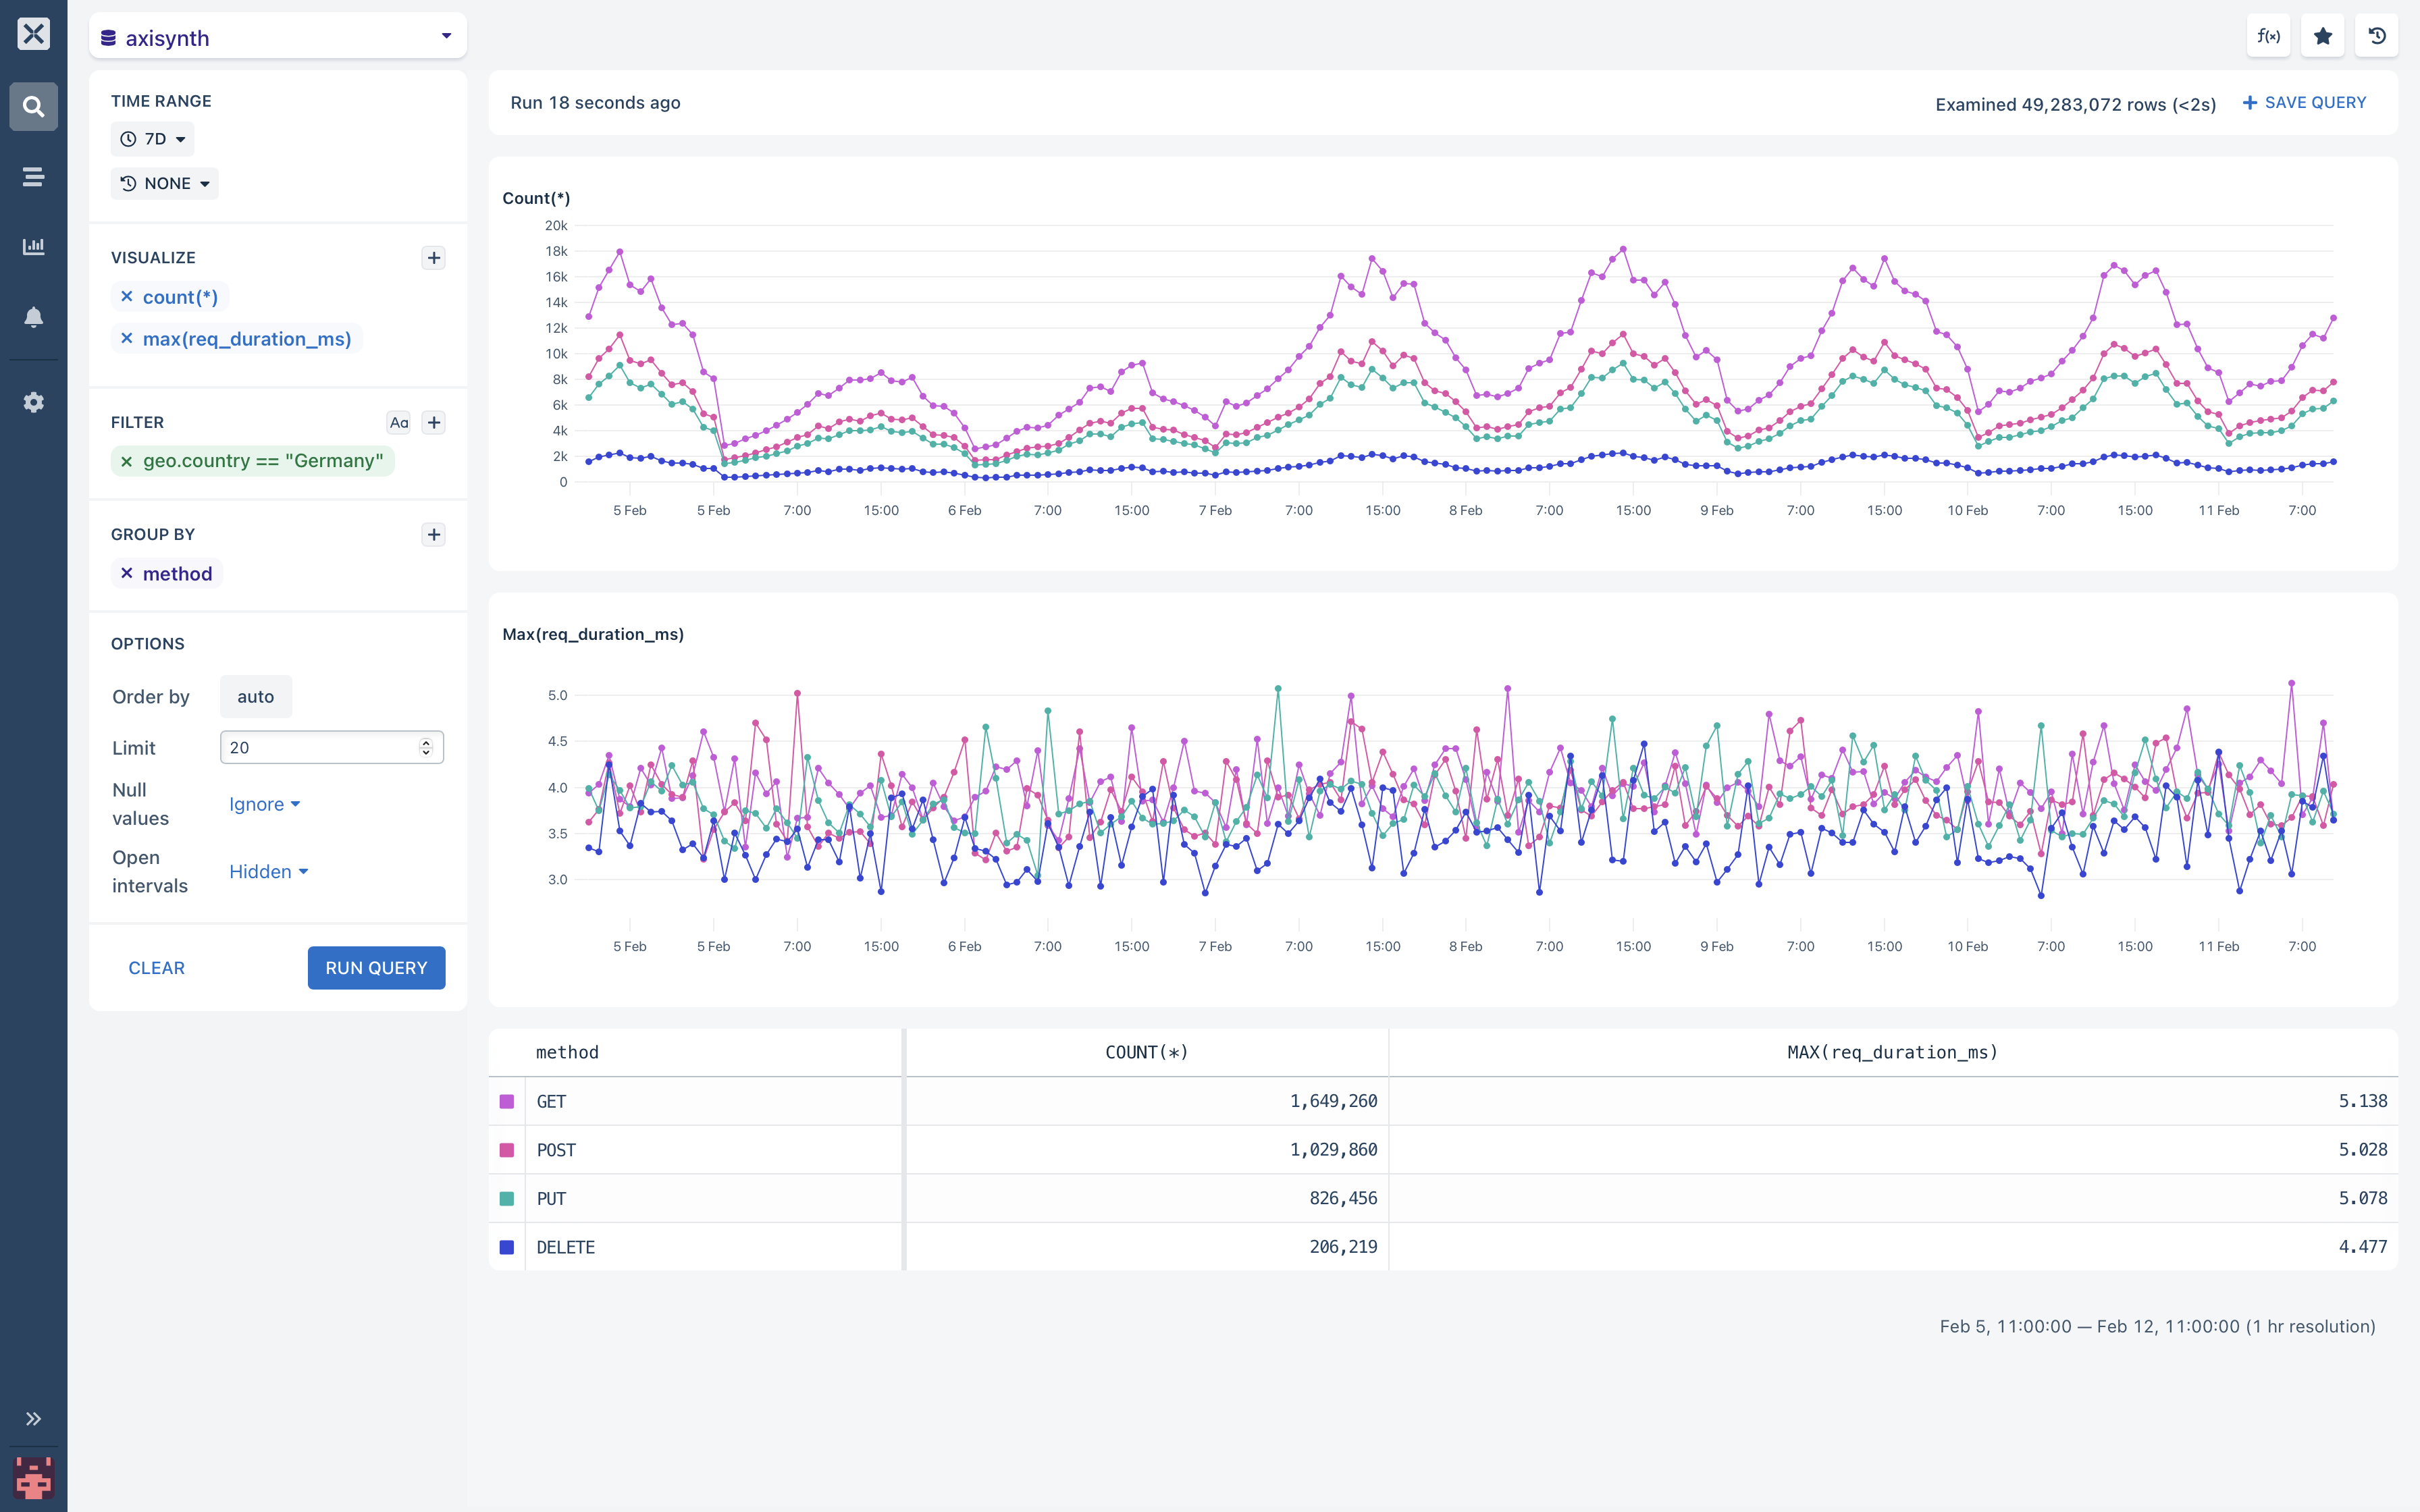 axisynth
f(x)
TIME RANGE
7D
NONE
VISUALIZE
+
× count(*)
× max(req_duration_ms)
FILTER
Aa +
× geo.country == "Germany"
GROUP BY
+
× method
OPTIONS
Order by auto
Limit 20
Null values Ignore
Open intervals Hidden
CLEAR RUN QUERY
Run 18 seconds ago
Examined 49,283,072 rows (<2s) + SAVE QUERY
Count(*)
20k
18k
16k
14k
12k
10k
8k
6k
4k
2k
0
5 Feb 5 Feb 7:00 15:00 6 Feb 7:00 15:00 7 Feb 7:00 15:00 8 Feb 7:00 15:00 9 Feb 7:00 15:00 10 Feb 7:00 15:00 11 Feb 7:00
Max(req_duration_ms)
5.0
4.5
4.0
3.5
3.0
5 Feb 5 Feb 7:00 15:00 6 Feb 7:00 15:00 7 Feb 7:00 15:00 8 Feb 7:00 15:00 9 Feb 7:00 15:00 10 Feb 7:00 15:00 11 Feb 7:00
method COUNT(*) MAX(req_duration_ms)
GET 1,649,260 5.138
POST 1,029,860 5.028
PUT 826,456 5.078
DELETE 206,219 4.477
Feb 5, 11:00:00 — Feb 12, 11:00:00 (1 hr resolution)